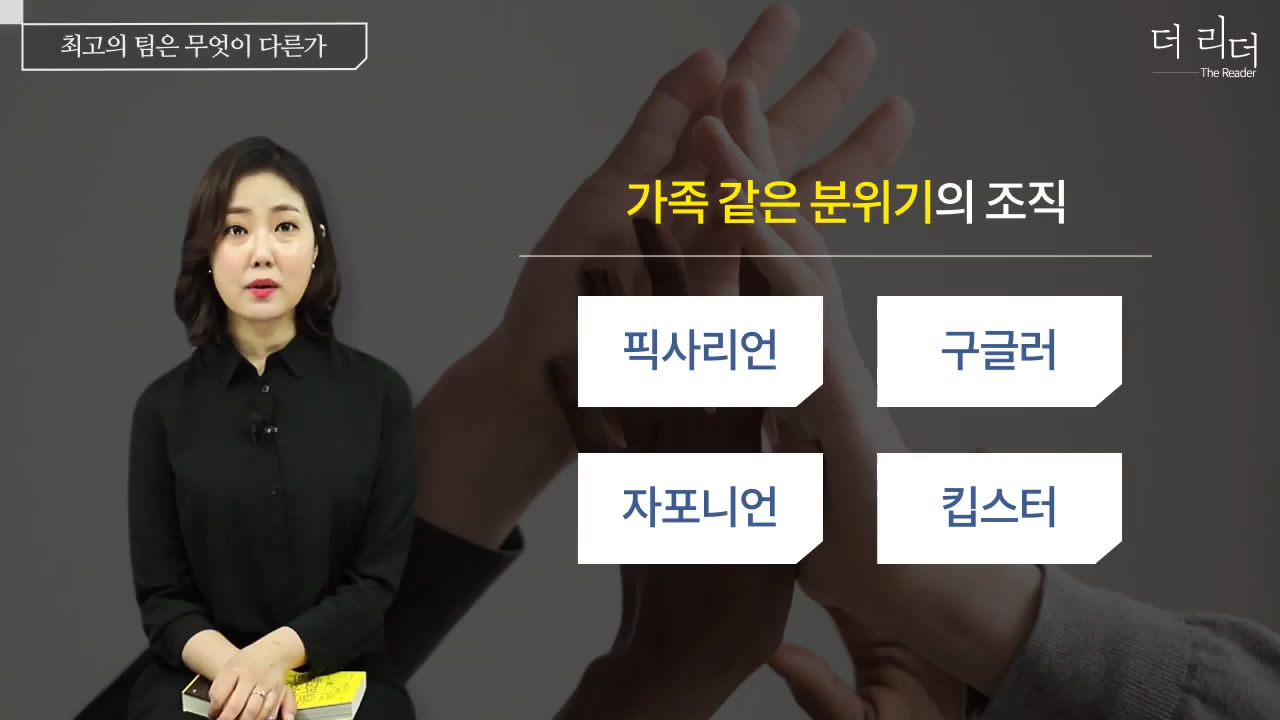 최고의 팀은 무엇이 다른가
더 리더
The Reader
가족 같은 분위기의 조직
픽사리언
구글러
자포니언
킵스터